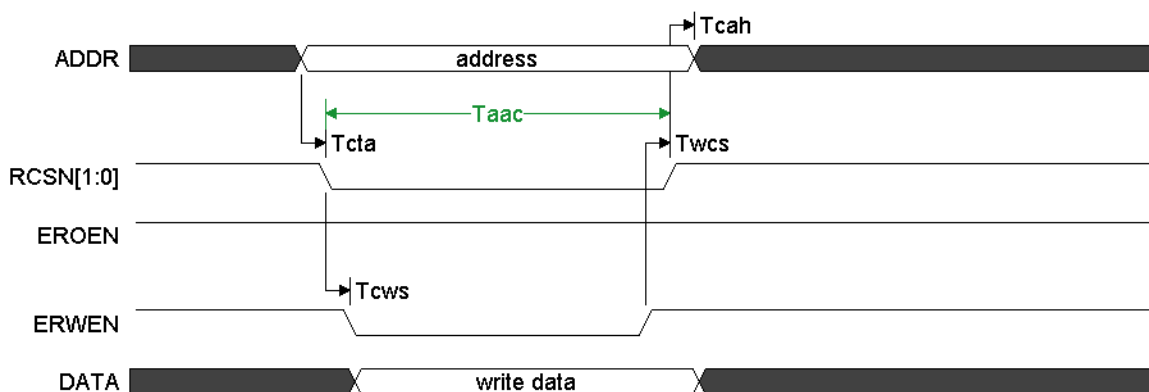 Tcah
ADDR address
Taac
Tcta Twcs
RCSN[1:0]
EROEN
Tcws
ERWEN
DATA write data